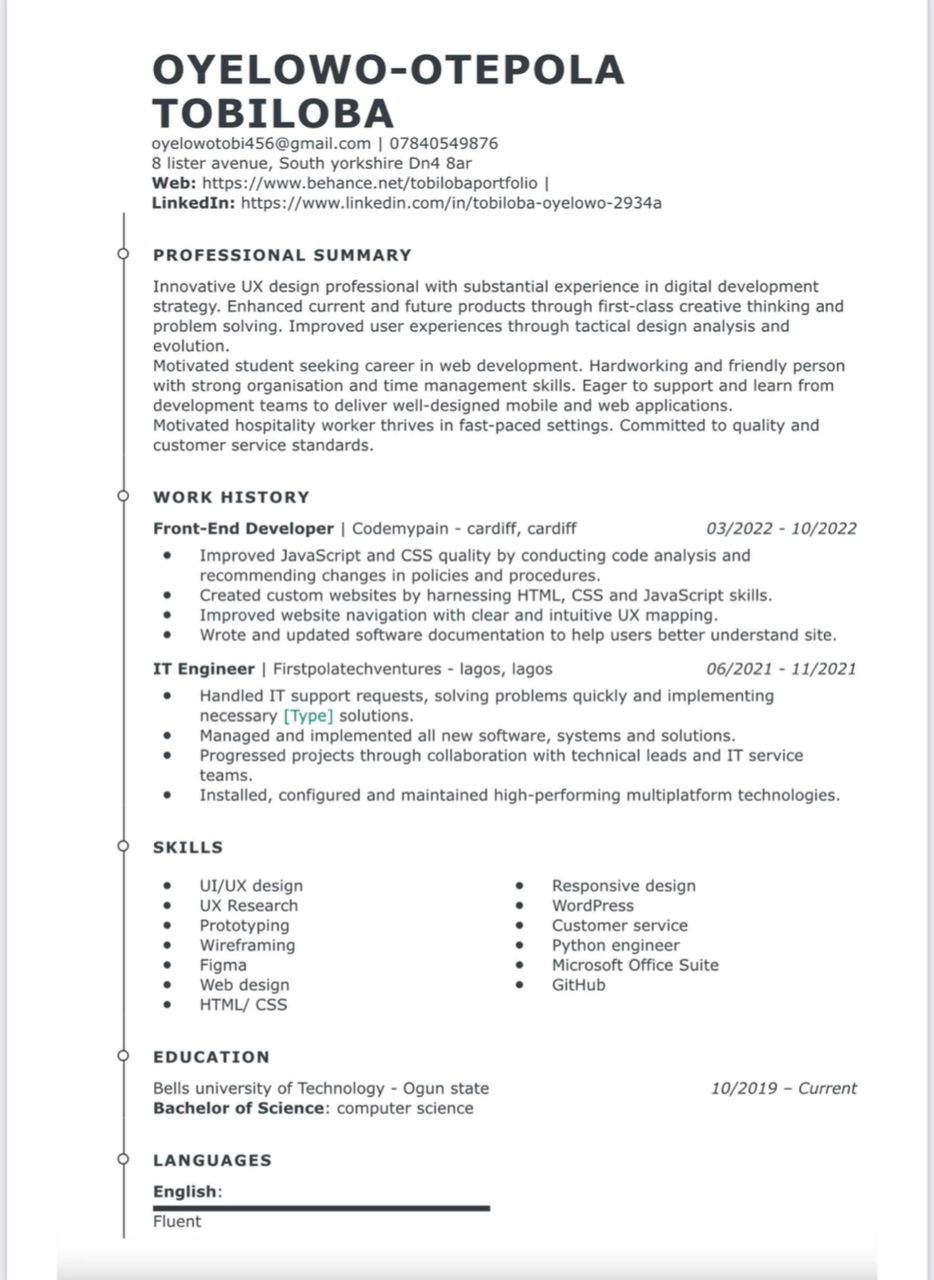 OYELOWO-OTEPOLA
TOBILOBA
oyelowotobi456@gmail.com | 07840549876
8 lister avenue, South yorkshire Dn4 8ar
Web: https://www.behance.net/tobilobaportfolio |
LinkedIn: https://www.linkedin.com/in/tobiloba-oyelowo-2934a
PROFESSIONAL SUMMARY
Innovative UX design professional with substantial experience in digital development
strategy. Enhanced current and future products through first-class creative thinking and
problem solving. Improved user experiences through tactical design analysis and
evolution.
Motivated student seeking career in web development. Hardworking and friendly person
with strong organisation and time management skills. Eager to support and learn from
development teams to deliver well-designed mobile and web applications.
Motivated hospitality worker thrives in fast-paced settings. Committed to quality and
customer service standards.
WORK HISTORY
Front-End Developer | Codemypain - cardiff, cardiff 03/2022 - 10/2022
● Improved JavaScript and CSS quality by conducting code analysis and
recommending changes in policies and procedures.
● Created custom websites by harnessing HTML, CSS and JavaScript skills.
● Improved website navigation with clear and intuitive UX mapping.
● Wrote and updated software documentation to help users better understand site.
IT Engineer | Firstpolatechventures - lagos, lagos 06/2021 - 11/2021
● Handled IT support requests, solving problems quickly and implementing
necessary [Type] solutions.
● Managed and implemented all new software, systems and solutions.
● Progressed projects through collaboration with technical leads and IT service
teams.
● Installed, configured and maintained high-performing multiplatform technologies.
SKILLS
● UI/UX design
● UX Research
● Prototyping
● Wireframing
● Figma
● Web design
● HTML/ CSS
● Responsive design
● WordPress
● Customer service
● Python engineer
● Microsoft Office Suite
● GitHub
EDUCATION
Bells university of Technology - Ogun state 10/2019 – Current
Bachelor of Science: computer science
LANGUAGES
English:
Fluent